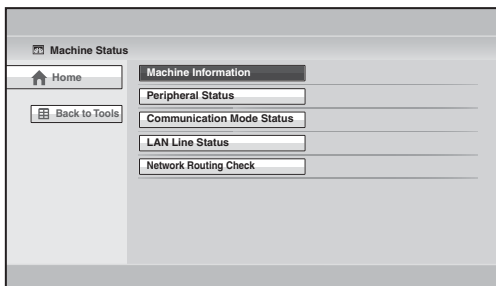 Machine Status
Home
Back to Tools
Machine Information
Peripheral Status
Communication Mode Status
LAN Line Status
Network Routing Check